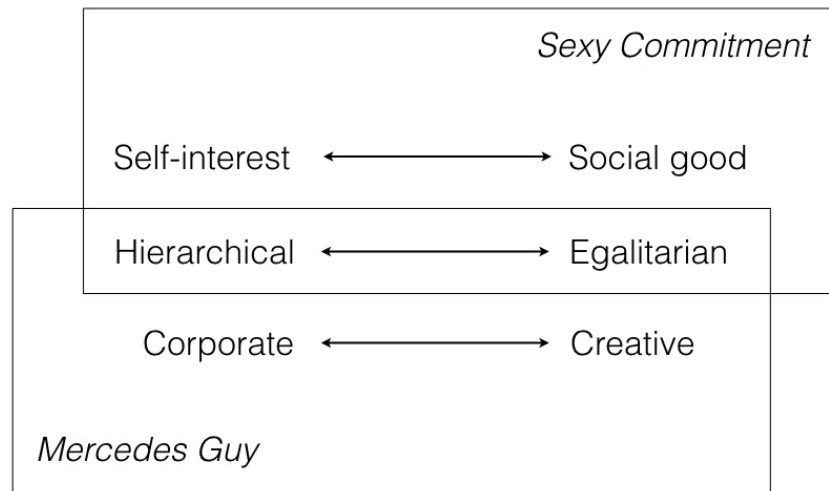 Sexy Commitment
Self-interest Social good
Hierarchical Egalitarian
Corporate Creative
Mercedes Guy